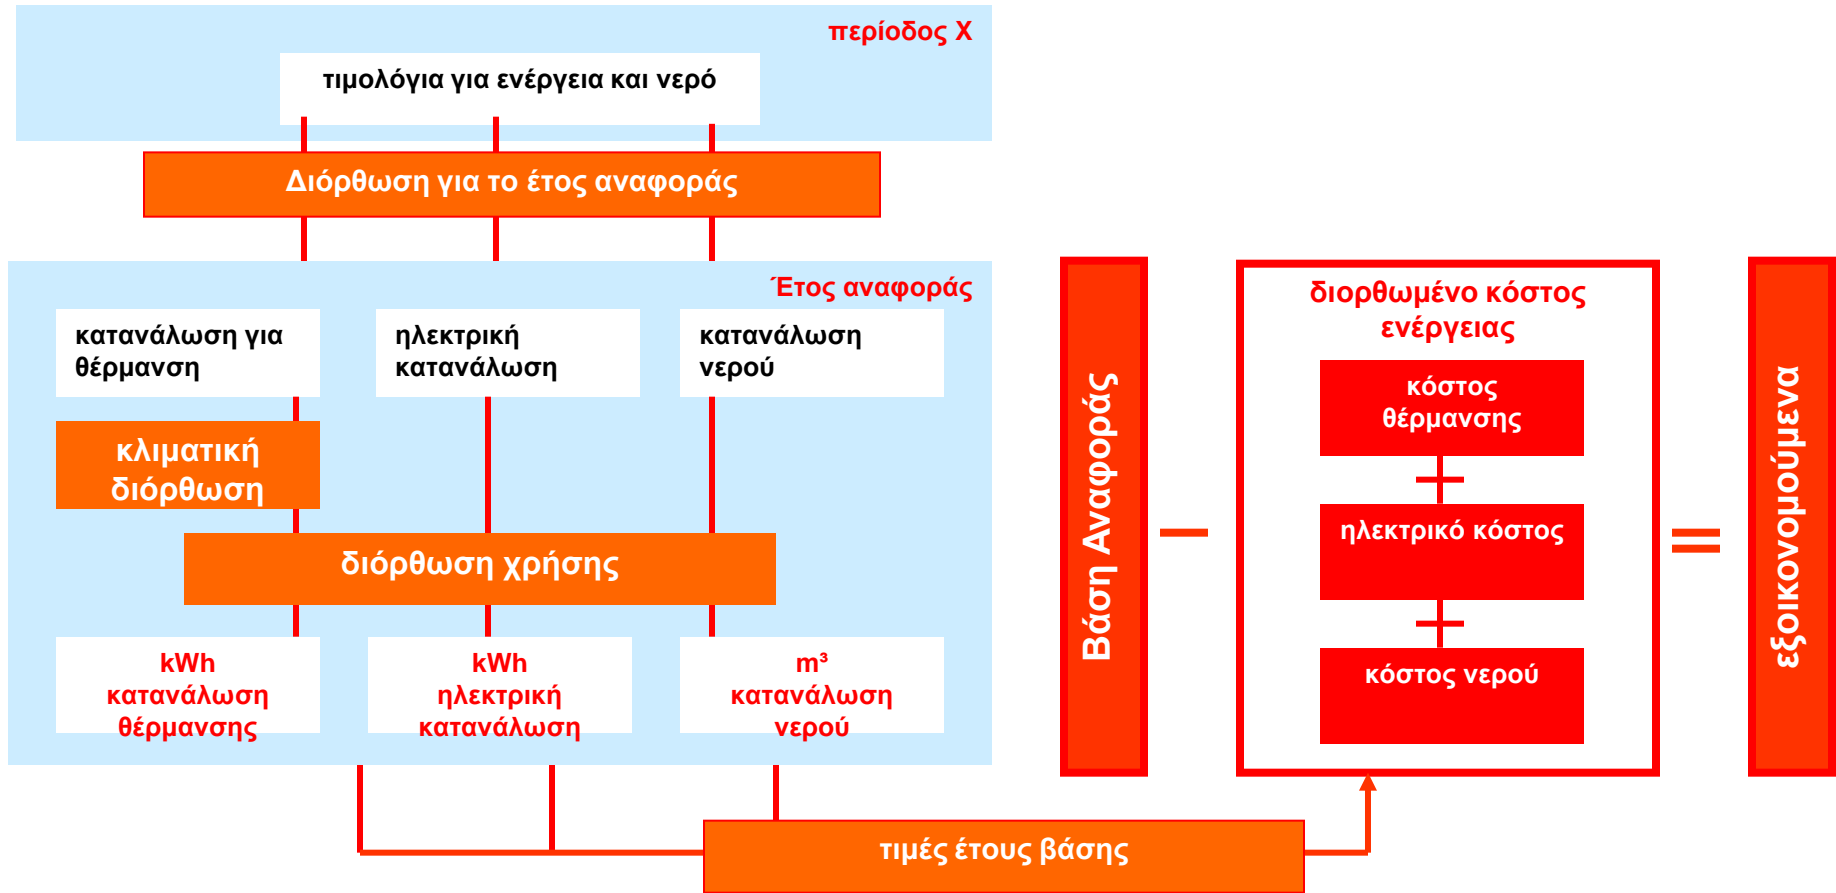 περίοδος Χ
τιμολόγια για ενέργεια και νερό
Διόρθωση για το έτος αναφοράς
Έτος αναφοράς
κατανάλωση για
θέρμανση
ηλεκτρική
κατανάλωση
κατανάλωση
νερού
κλιματική
διόρθωση
διόρθωση χρήσης
kWh
κατανάλωση
θέρμανσης
kWh
ηλεκτρική
κατανάλωση
m³
κατανάλωση
νερού
τιμές έτους βάσης
Βάση Αναφοράς
–
διορθωμένο κόστος
ενέργειας
κόστος
θέρμανσης
+
ηλεκτρικό κόστος
+
κόστος νερού
=
εξοικονομούμενα